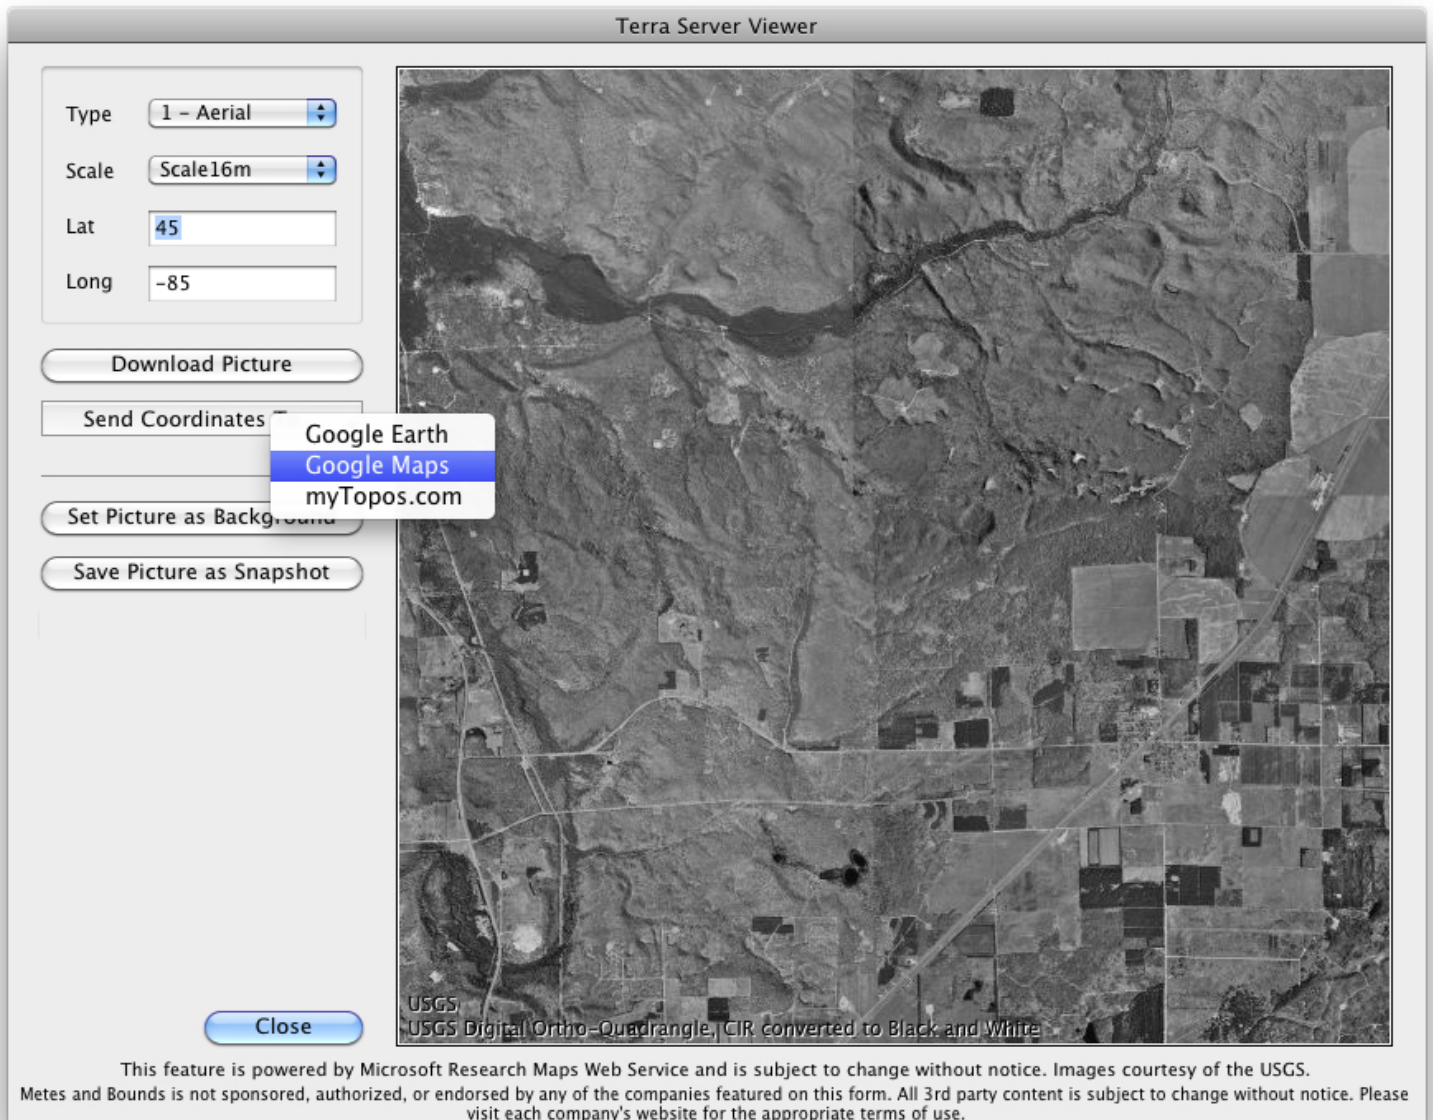 Terra Server Viewer
Type
1 – Aerial
Scale
Scale16m
Lat
45
Long
-85
Download Picture
Send Coordinates
Google Earth
Google Maps
myTopos.com
Set Picture as Background
Save Picture as Snapshot
Close
USGS
USGS Digital Ortho-Quadrangle, CIR converted to Black and White
This feature is powered by Microsoft Research Maps Web Service and is subject to change without notice. Images courtesy of the USGS.
Metes and Bounds is not sponsored, authorized, or endorsed by any of the companies featured on this form. All 3rd party content is subject to change without notice. Please
visit each company's website for the appropriate terms of use.